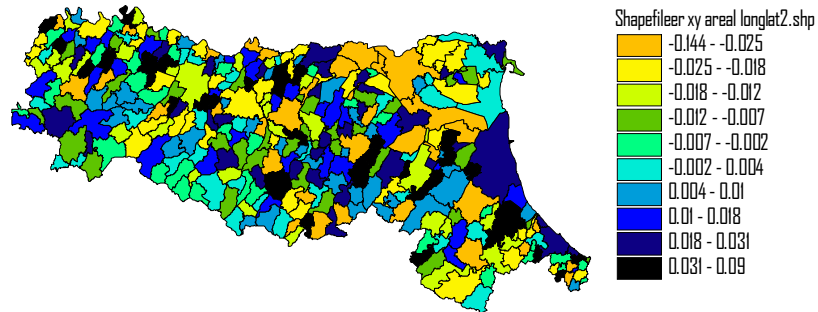 Shapefileer xy areal longlat2.shp
-0.144 - -0.025
-0.025 - -0.018
-0.018 - -0.012
-0.012 - -0.007
-0.007 - -0.002
-0.002 - 0.004
0.004 - 0.01
0.01 - 0.018
0.018 - 0.031
0.031 - 0.09